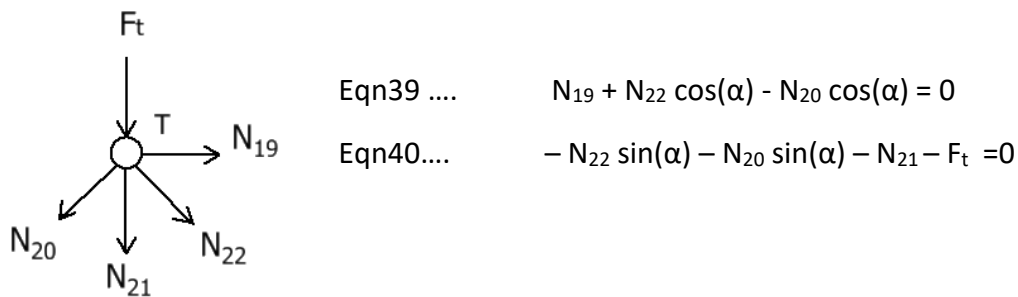 Ft
Eqn39 .... N19 + N22 cos(α) - N20 cos(α) = 0
T
N19
Eqn40.... – N22 sin(α) – N20 sin(α) – N21 – Ft =0
N20
N22
N21